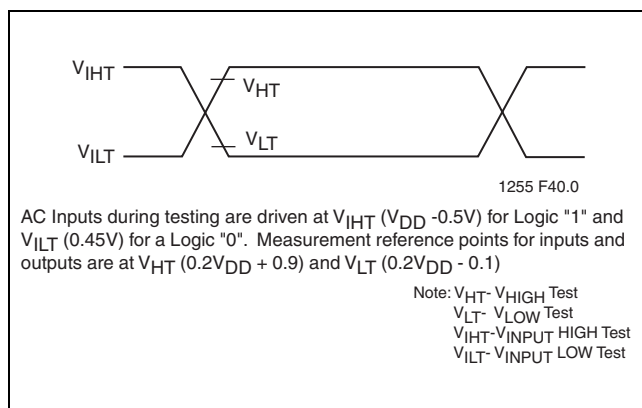 VIHT
VHT
VLT
VILT
1255 F40.0
AC Inputs during testing are driven at VIHT (VDD -0.5V) for Logic "1" and
VILT (0.45V) for a Logic "0". Measurement reference points for inputs and
outputs are at VHT (0.2VDD + 0.9) and VLT (0.2VDD - 0.1)
Note: VHT- VHIGH Test
VLT- VLOW Test
VIHT-VINPUT HIGH Test
VILT- VINPUT LOW Test